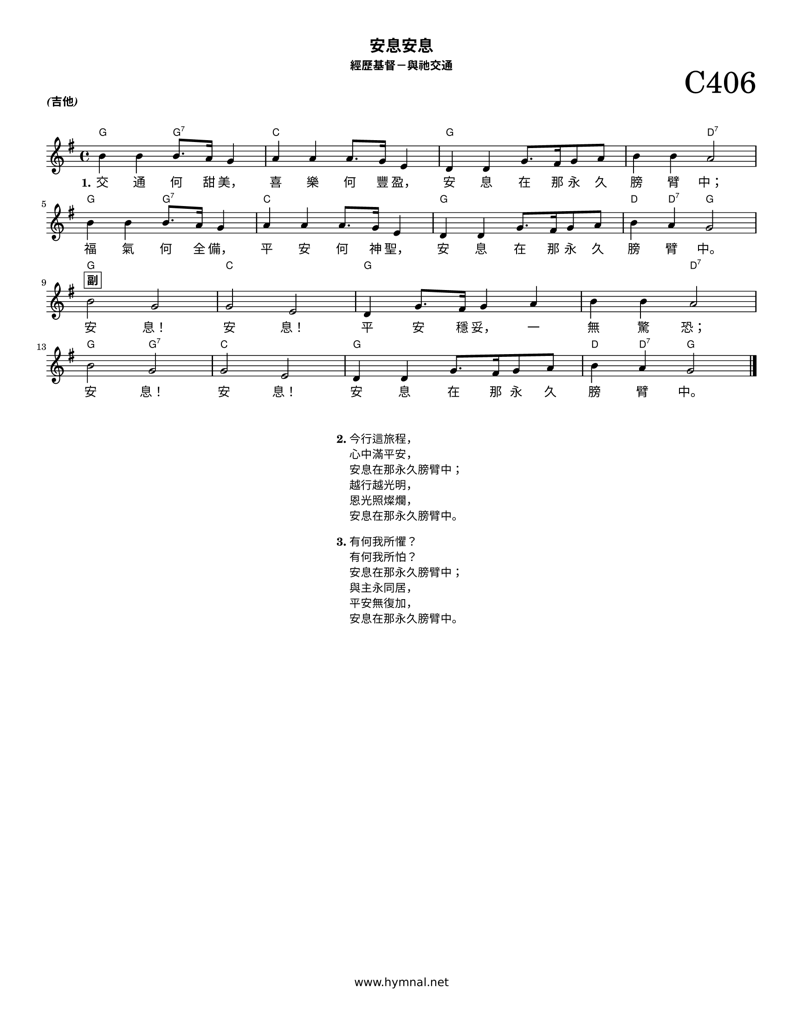 安息安息
經歷基督－與祂交通
C406
(吉他)
G G7 C G D7
1. 交 通 何 甜美， 喜 樂 何 豐盈， 安 息 在 那永 久 膀 臂 中；
5
G G7 C G D D7 G
福 氣 何 全備， 平 安 何 神聖， 安 息 在 那永 久 膀 臂 中。
9
G C G D7
副
安 息！ 安 息！ 平 安 穩妥， 一 無 驚 恐；
13
G G7 C G D D7 G
安 息！ 安 息！ 安 息 在 那 永 久 膀 臂 中。
2. 今行這旅程，
心中滿平安，
安息在那永久膀臂中；
越行越光明，
恩光照燦爛，
安息在那永久膀臂中。
3. 有何我所懼？
有何我所怕？
安息在那永久膀臂中；
與主永同居，
平安無復加，
安息在那永久膀臂中。
www.hymnal.net